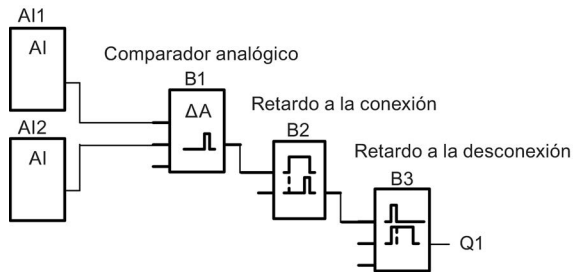 AI1
AI
Comparador analógico
B1
ΔA
AI2
AI
Retardo a la conexión
B2
Retardo a la desconexión
B3
Q1